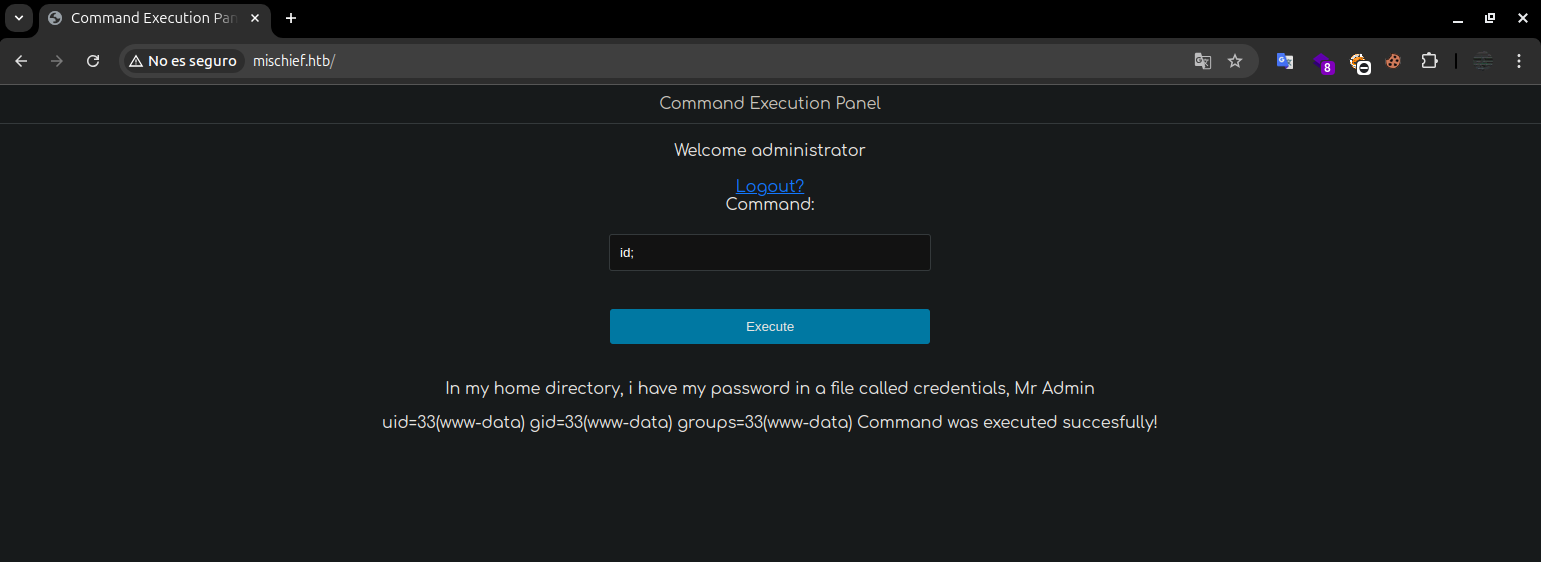 Command Execution Pan
No es seguro
mischief.htb/
8
Command Execution Panel
Welcome administrator
Logout?
Command:
id;
Execute
In my home directory, i have my password in a file called credentials, Mr Admin
uid=33(www-data) gid=33(www-data) groups=33(www-data) Command was executed succesfully!